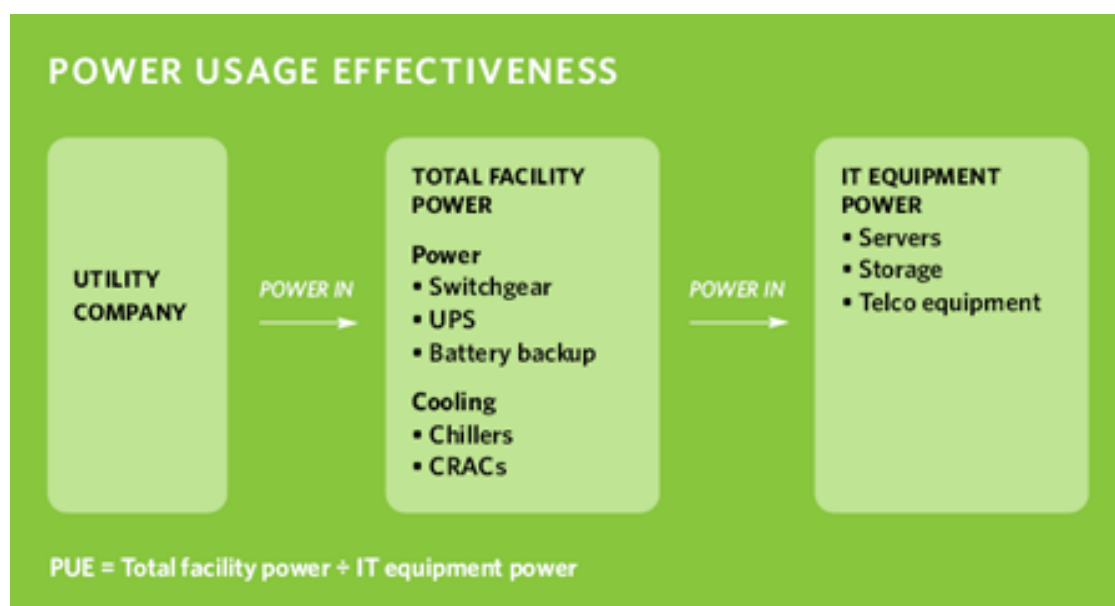 POWER USAGE EFFECTIVENESS
UTILITY
COMPANY
POWER IN
TOTAL FACILITY
POWER
Power
▪ Switchgear
▪ UPS
▪ Battery backup
Cooling
▪ Chillers
▪ CRACs
POWER IN
IT EQUIPMENT
POWER
▪ Servers
▪ Storage
▪ Telco equipment
PUE = Total facility power ÷ IT equipment power